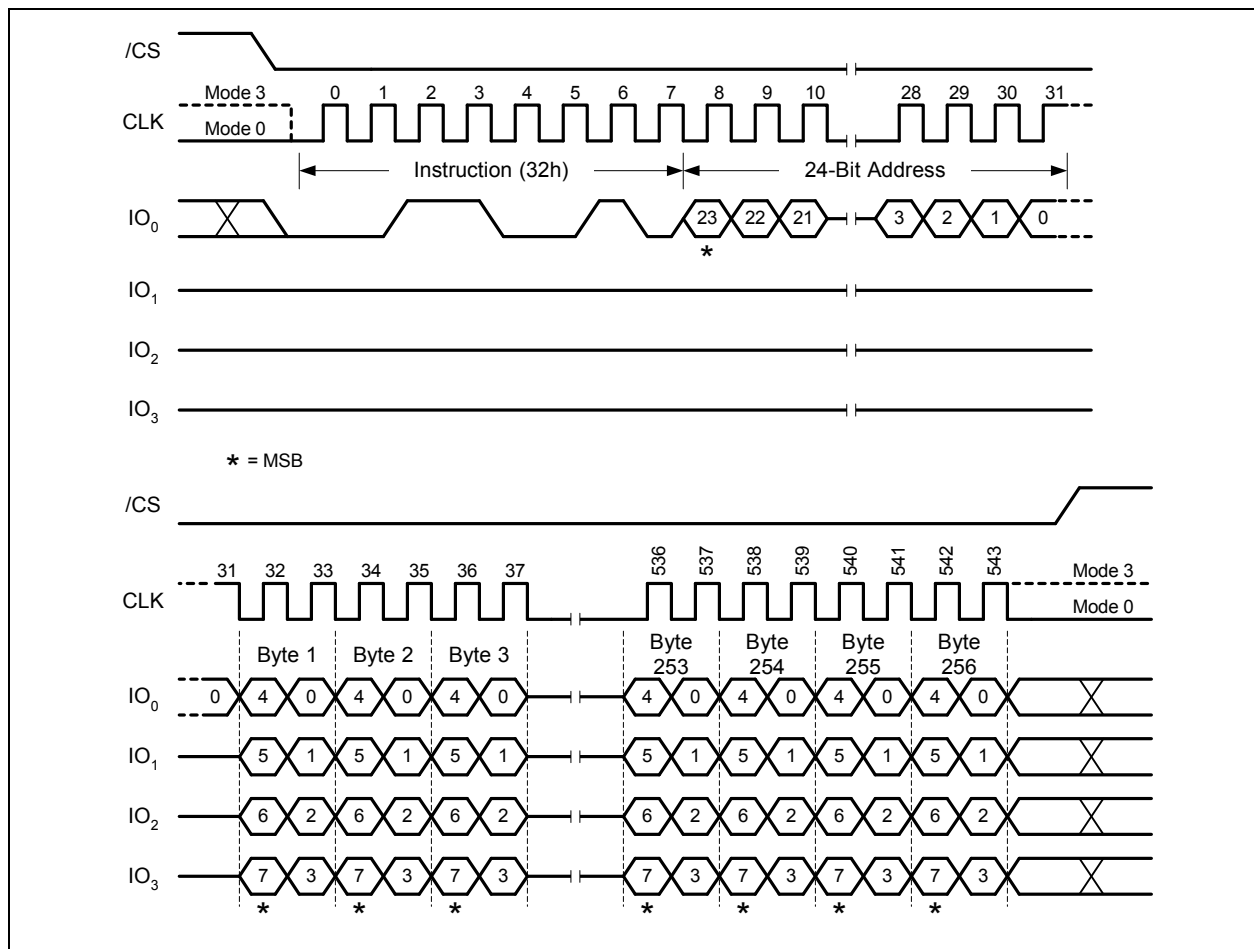 /CS
Mode 3 0 1 2 3 4 5 6 7 8 9 10 28 29 30 31
CLK
Mode 0
Instruction (32h) 24-Bit Address
IO0 23 22 21 3 2 1 0
*
IO1
IO2
IO3
* = MSB
/CS
31 32 33 34 35 36 37 536 537 538 539 540 541 542 543 Mode 3
CLK
Mode 0
Byte 1 Byte 2 Byte 3 Byte 253 Byte 254 Byte 255 Byte 256
IO0 0 4 0 4 0 4 0 4 0 4 0 4 0 4 0
IO1 5 1 5 1 5 1 5 1 5 1 5 1 5 1
IO2 6 2 6 2 6 2 6 2 6 2 6 2 6 2
IO3 7 3 7 3 7 3 7 3 7 3 7 3 7 3
* * * * * * *